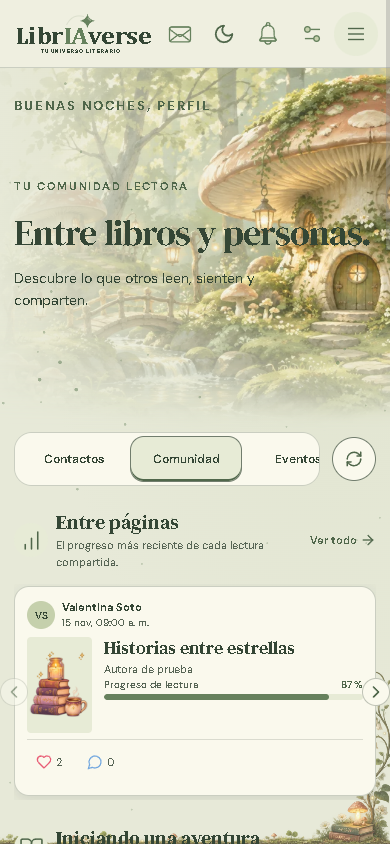 LibrIAverse
TU UNIVERSO LITERARIO
BUENAS NOCHES, PERFIL
TU COMUNIDAD LECTORA
Entre libros y personas.
Descubre lo que otros leen, sienten y
comparten.
Contactos
Comunidad
Eventos
Entre páginas
El progreso más reciente de cada lectura
compartida.
Ver todo
VS
Valentina Soto
15 nov, 09:00 a. m.
Historias entre estrellas
Autora de prueba
Progreso de lectura
87%
2
0
Iniciando una aventura